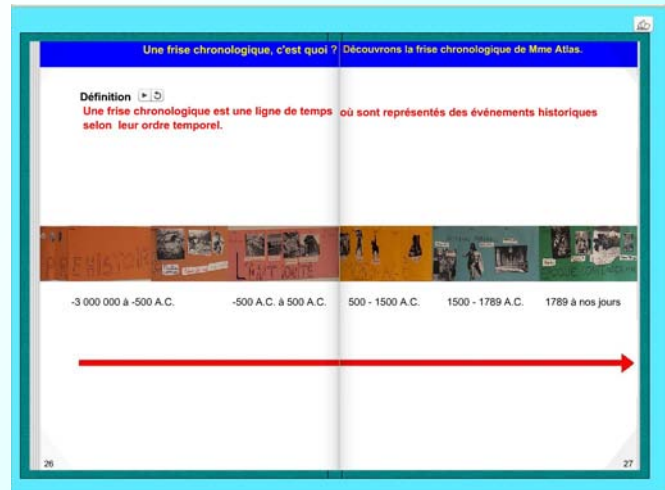 Une frise chronologique, c'est quoi ? Découvrons la frise chronologique de Mme Atlas.
Définition
Une frise chronologique est une ligne de temps où sont représentés des événements historiques
selon leur ordre temporel.
PREHISTOIRE
L'ANTIQUITÉ
-3 000 000 à -500 A.C.
-500 A.C. à 500 A.C.
500 - 1500 A.C.
1500 - 1789 A.C.
1789 à nos jours
26
27